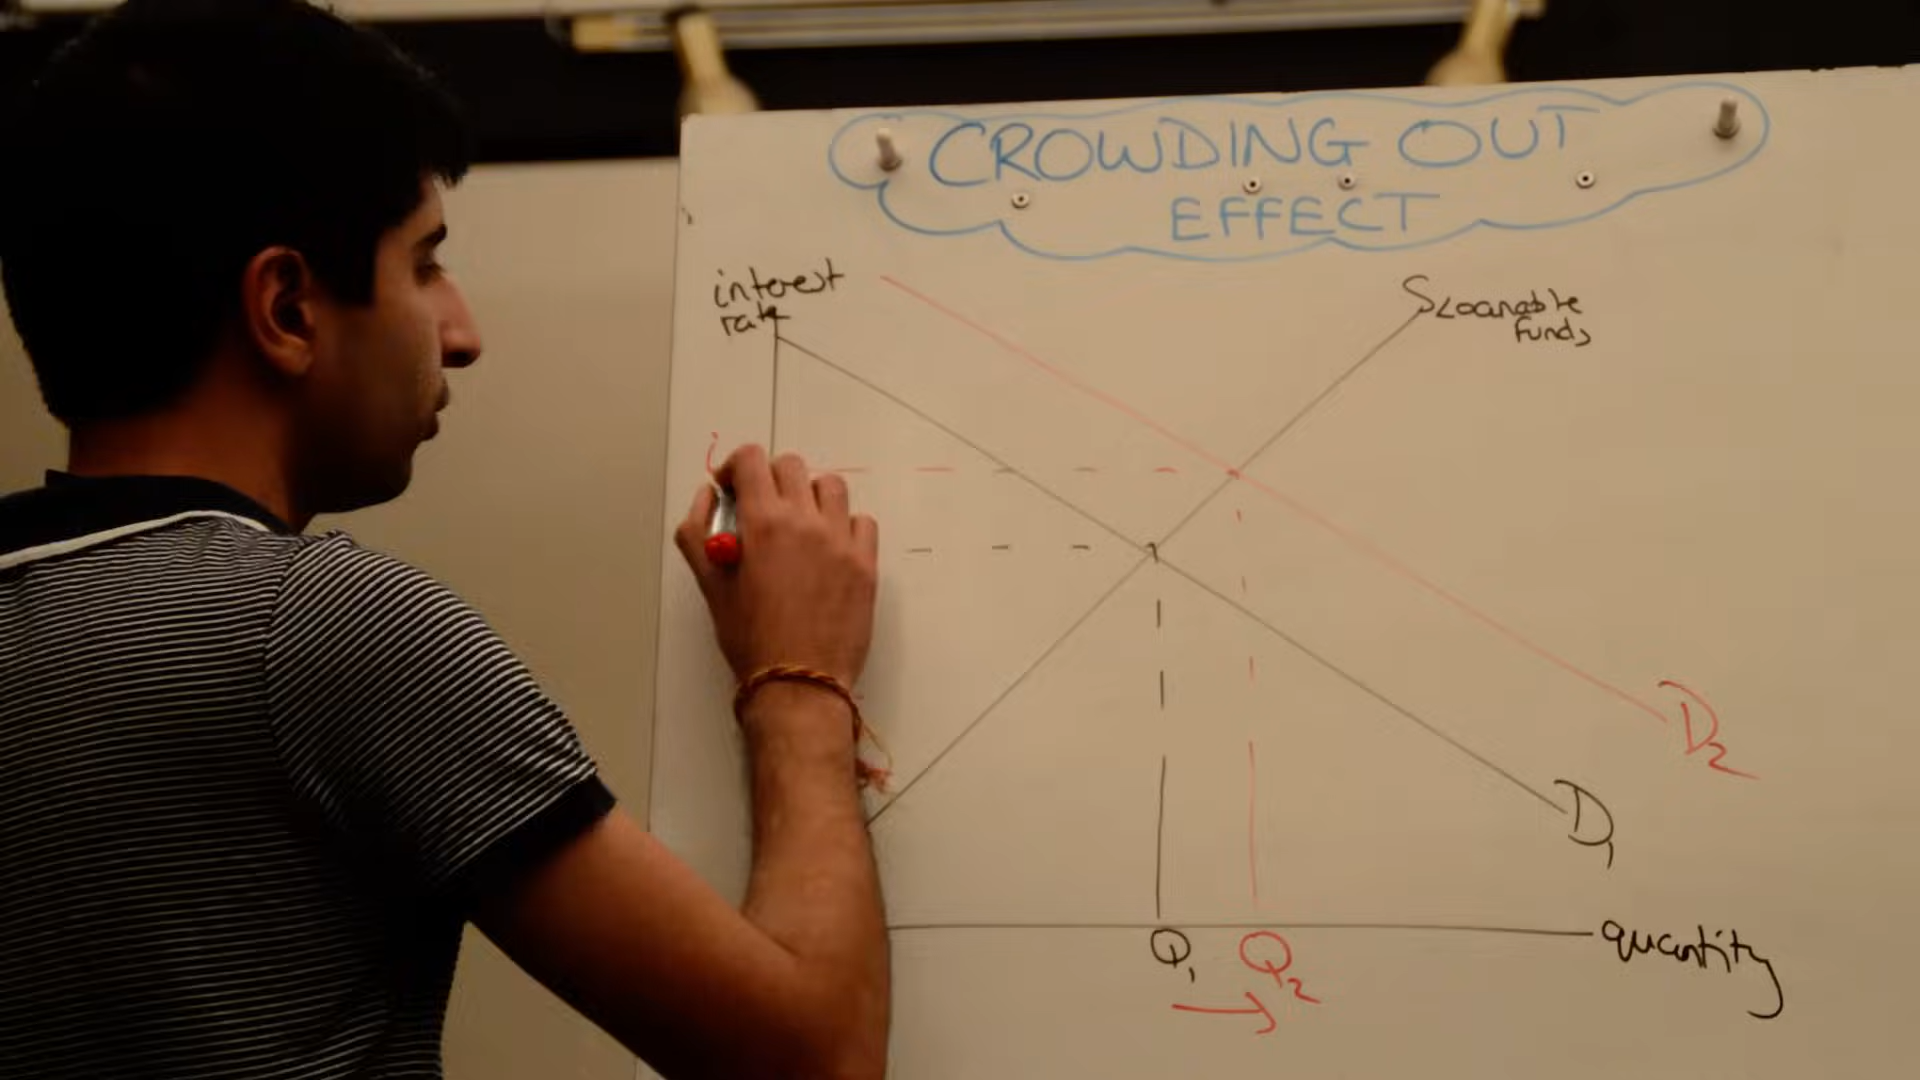 CROWDING OUT
EFFECT
interest
rate
SLoanable
Funds
i
D2
D1
Q1
Q2
quantity